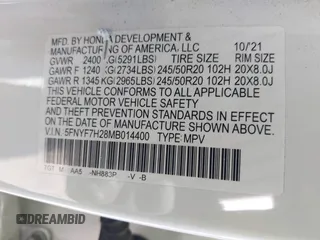 MFD. BY HONDA DEVELOPMENT &
MANUFACTURING OF AMERICA, LLC 10/21
GVWR 2400 KG(5291LBS) TIRE SIZE RIM SIZE
GAWR F 1240 KG(2734LBS) 245/50R20 102H 20X8.0J
GAWR R 1345 KG(2965LBS) 245/50R20 102H 20X8.0J
THIS VEHICLE CONFORMS TO ALL APPLICABLE
FEDERAL MOTOR VEHICLE SAFETY AND THEFT
PREVENTION STANDARDS IN EFFECT ON THE
DATE OF MANUFACTURE SHOWN ABOVE.
V.I.N. 5FNYF7H28MB014400 TYPE: MPV
NH883P -V -B
DREAMBID